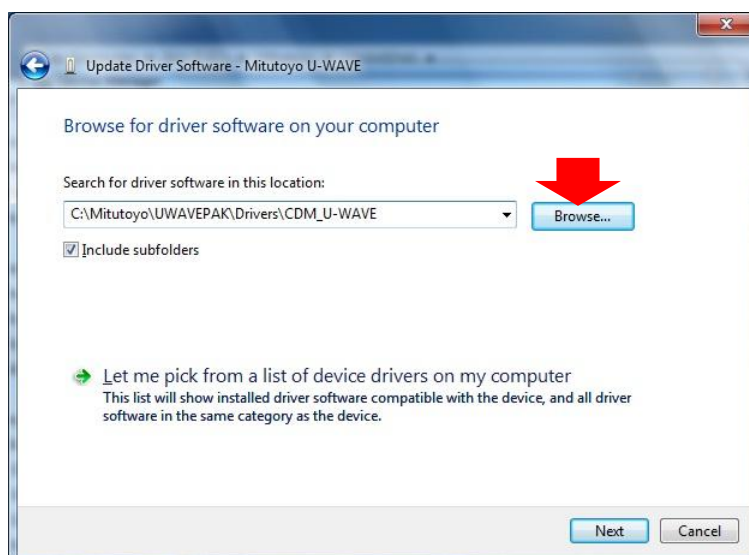 Update Driver Software - Mitutoyo U-WAVE
Browse for driver software on your computer
Search for driver software in this location:
C:\Mitutoyo\UWAVEPAK\Drivers\CDM_U-WAVE
Browse...
Include subfolders
Let me pick from a list of device drivers on my computer
This list will show installed driver software compatible with the device, and all driver
software in the same category as the device.
Next
Cancel